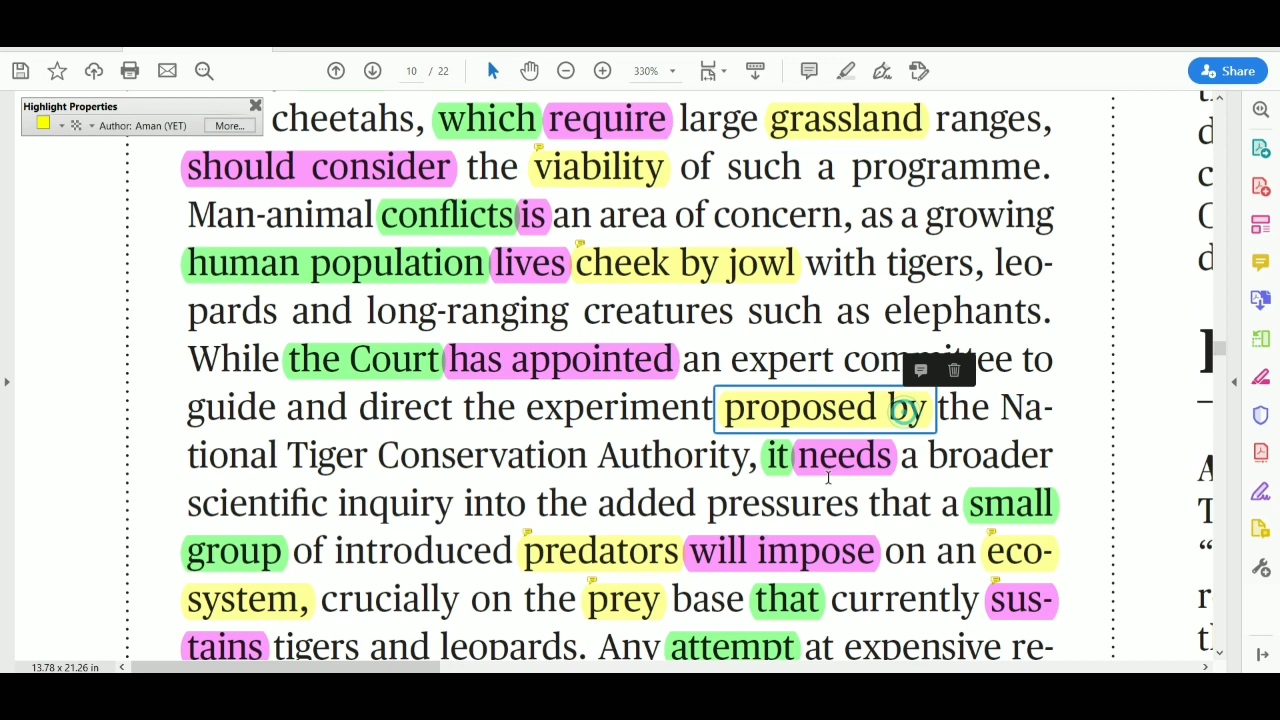 10 / 22
330%
Share
Highlight Properties
Author: Aman (YET)
More...
cheetahs, which require large grassland ranges,
should consider the viability of such a programme.
Man-animal conflicts is an area of concern, as a growing
human population lives cheek by jowl with tigers, leo-
pards and long-ranging creatures such as elephants.
While the Court has appointed an expert committee to
guide and direct the experiment proposed by the Na-
tional Tiger Conservation Authority, it needs a broader
scientific inquiry into the added pressures that a small
group of introduced predators will impose on an eco-
system, crucially on the prey base that currently sus-
tains tigers and leopards. Any attempt at expensive re-
13.78 x 21.26 in